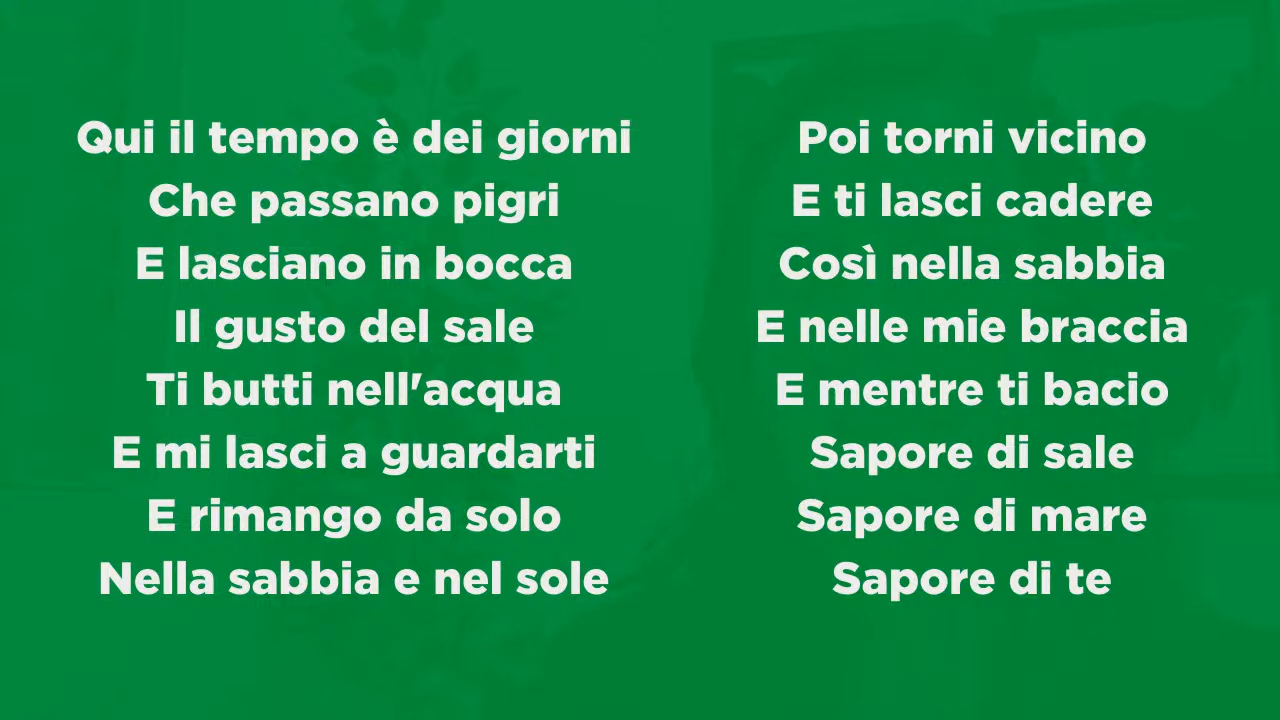 Qui il tempo è dei giorni
Che passano pigri
E lasciano in bocca
Il gusto del sale
Ti butti nell'acqua
E mi lasci a guardarti
E rimango da solo
Nella sabbia e nel sole
Poi torni vicino
E ti lasci cadere
Così nella sabbia
E nelle mie braccia
E mentre ti bacio
Sapore di sale
Sapore di mare
Sapore di te